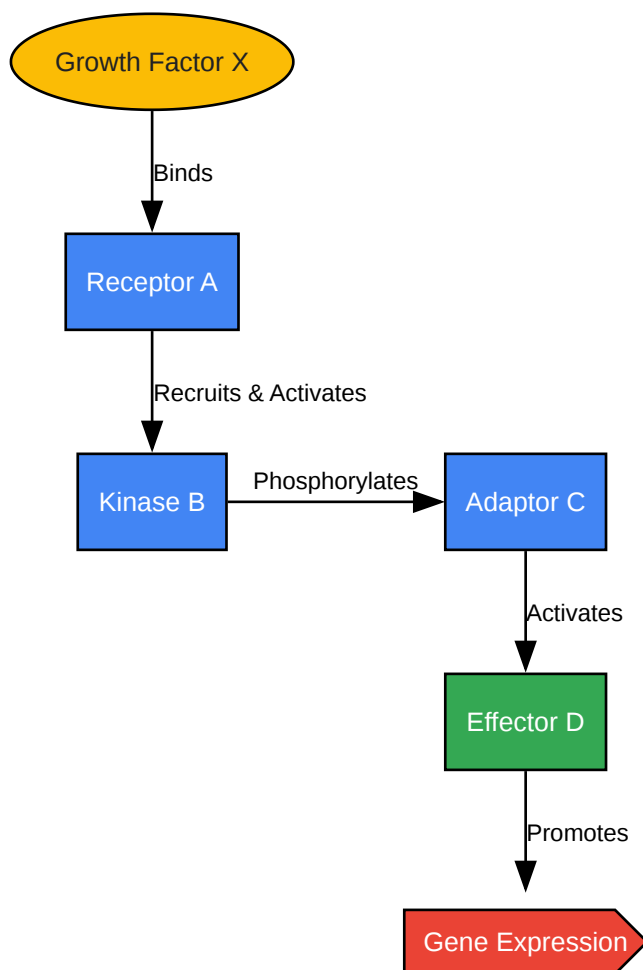 Growth Factor X
Binds
Receptor A
Recruits & Activates
Kinase B
Phosphorylates
Adaptor C
Activates
Effector D
Promotes
Gene Expression